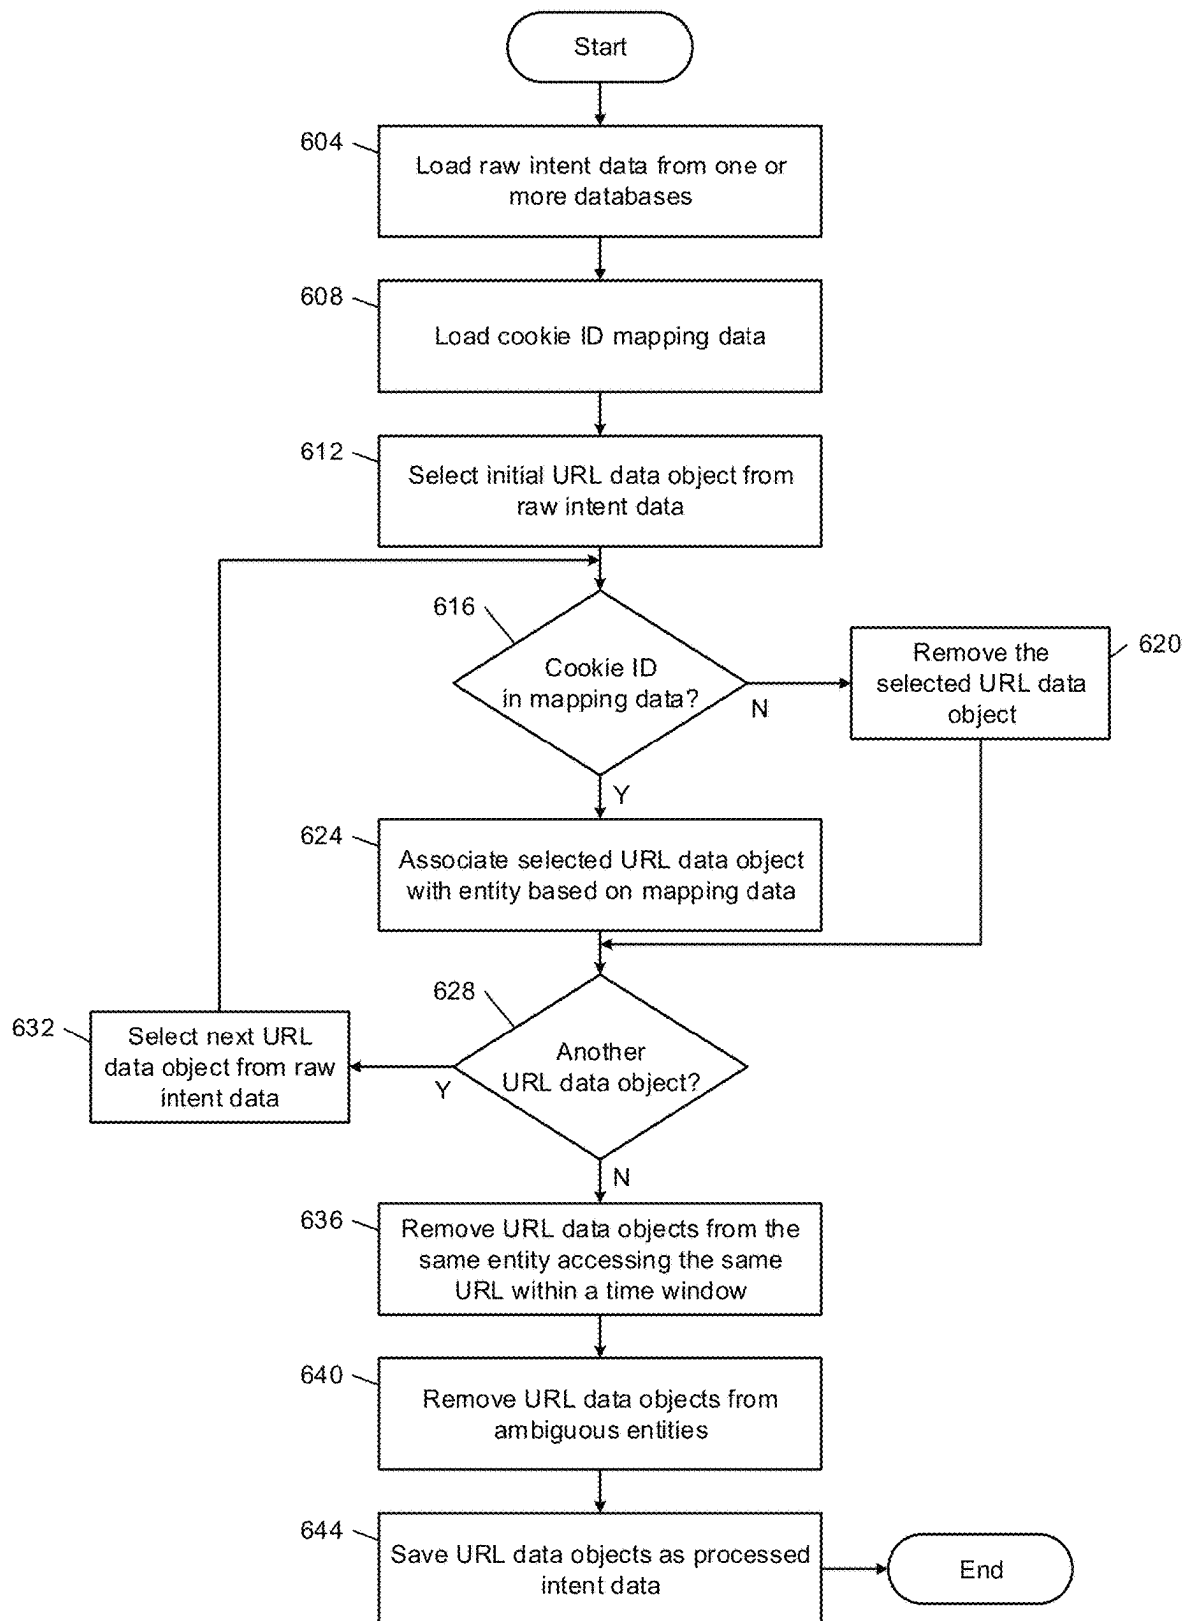 Start
604
Load raw intent data from one or
more databases
608
Load cookie ID mapping data
612
Select initial URL data object from
raw intent data
616
Cookie ID
in mapping data?
N
Y
Remove the
selected URL data
object
620
624
Associate selected URL data object
with entity based on mapping data
628
Another
URL data object?
Y
N
632
Select next URL
data object from raw
intent data
636
Remove URL data objects from the
same entity accessing the same
URL within a time window
640
Remove URL data objects from
ambiguous entities
644
Save URL data objects as processed
intent data
End